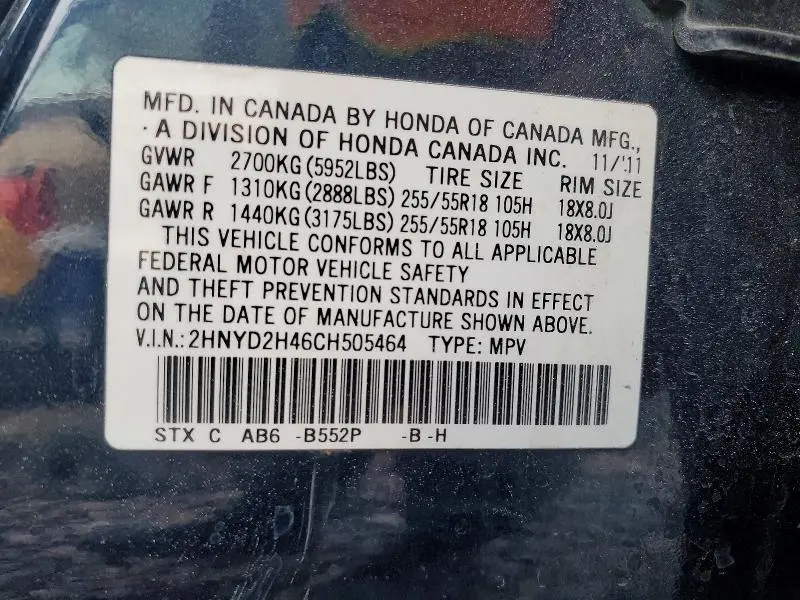 MFD. IN CANADA BY HONDA OF CANADA MFG.,
·A DIVISION OF HONDA CANADA INC. 11/'11
GVWR 2700KG(5952LBS) TIRE SIZE RIM SIZE
GAWR F 1310KG(2888LBS) 255/55R18 105H 18X8.0J
GAWR R 1440KG(3175LBS) 255/55R18 105H 18X8.0J
THIS VEHICLE CONFORMS TO ALL APPLICABLE
FEDERAL MOTOR VEHICLE SAFETY
AND THEFT PREVENTION STANDARDS IN EFFECT
ON THE DATE OF MANUFACTURE SHOWN ABOVE.
V.I.N.:2HNYD2H46CH505464 TYPE: MPV
STX C AB6 -B552P -B -H